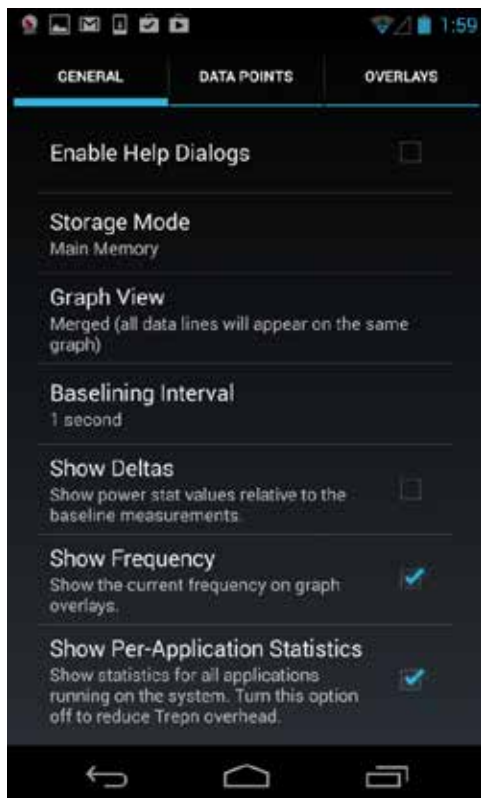 1:59
GENERAL DATA POINTS OVERLAYS
Enable Help Dialogs
Storage Mode
Main Memory
Graph View
Merged (all data lines will appear on the same
graph)
Baselining Interval
1 second
Show Deltas
Show power stat values relative to the
baseline measurements.
Show Frequency
Show the current frequency on graph
overlays.
Show Per-Application Statistics
Show statistics for all applications
running on the system. Turn this option
off to reduce Trepn overhead.